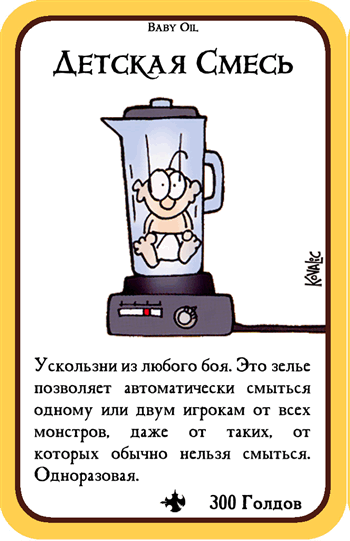 Baby Oil
Детская Смесь
Kovalic
Ускользни из любого боя. Это зелье
позволяет автоматически смыться
одному или двум игрокам от всех
монстров, даже от таких, от
которых обычно нельзя смыться.
Одноразовая.
300 Голдов